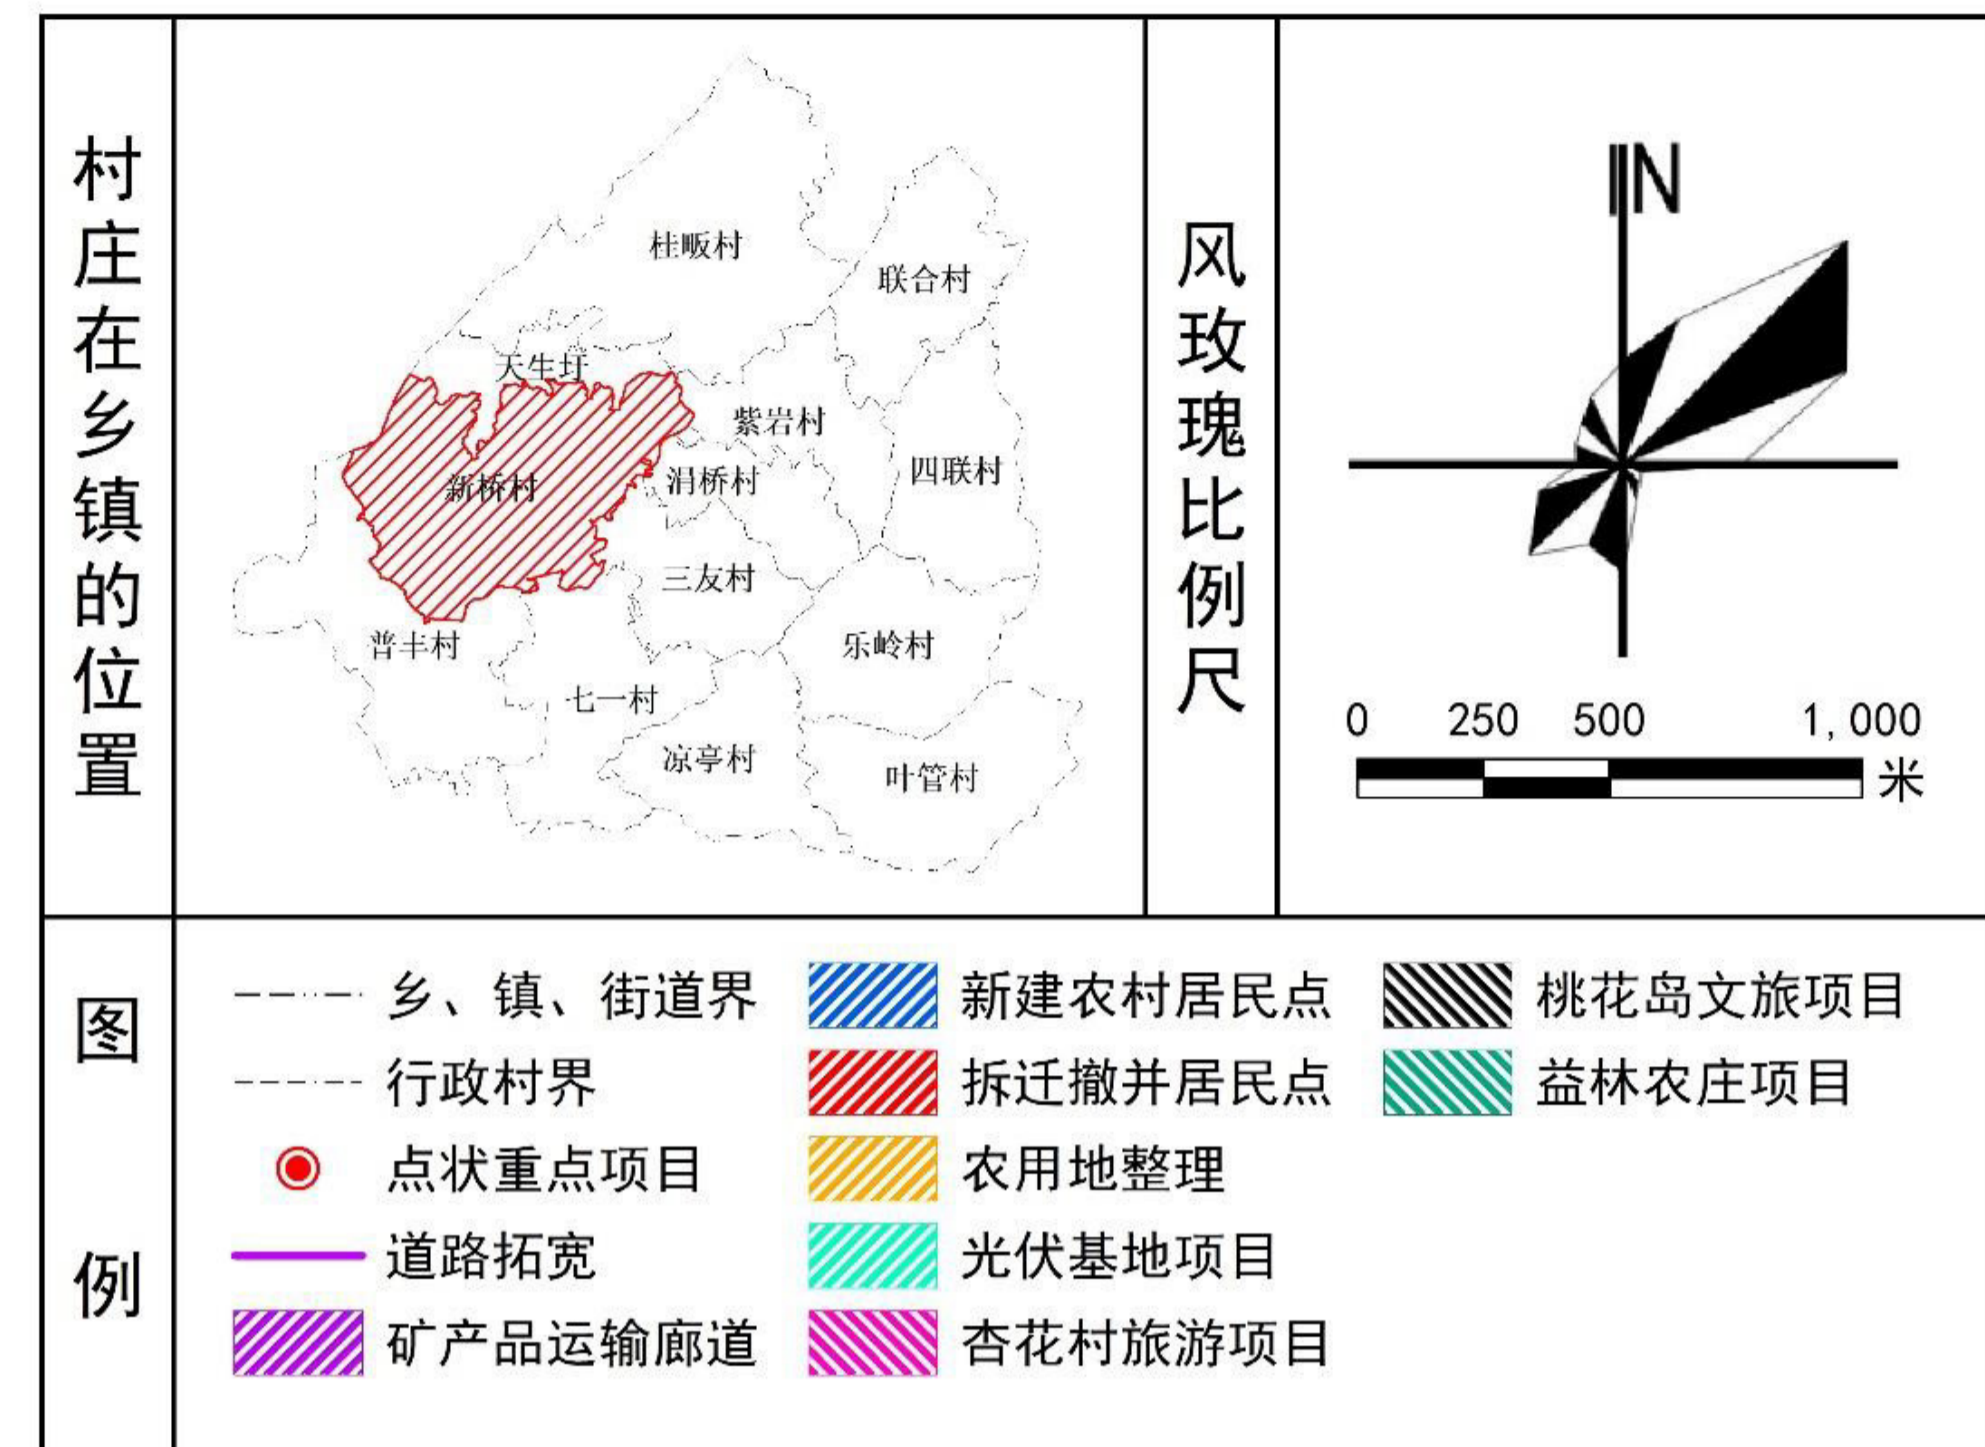 村庄在乡镇的位置
桂畈村
联合村
天生圩
紫岩村
新桥村
涓桥村
四联村
三友村
普丰村
乐岭村
七一村
凉亭村
叶管村
风玫瑰比例尺
N
0 250 500 1,000
米
图例
乡、镇、街道界
行政村界
点状重点项目
道路拓宽
矿产品运输廊道
新建农村居民点
拆迁撤并居民点
农用地整理
光伏基地项目
杏花村旅游项目
桃花岛文旅项目
益林农庄项目